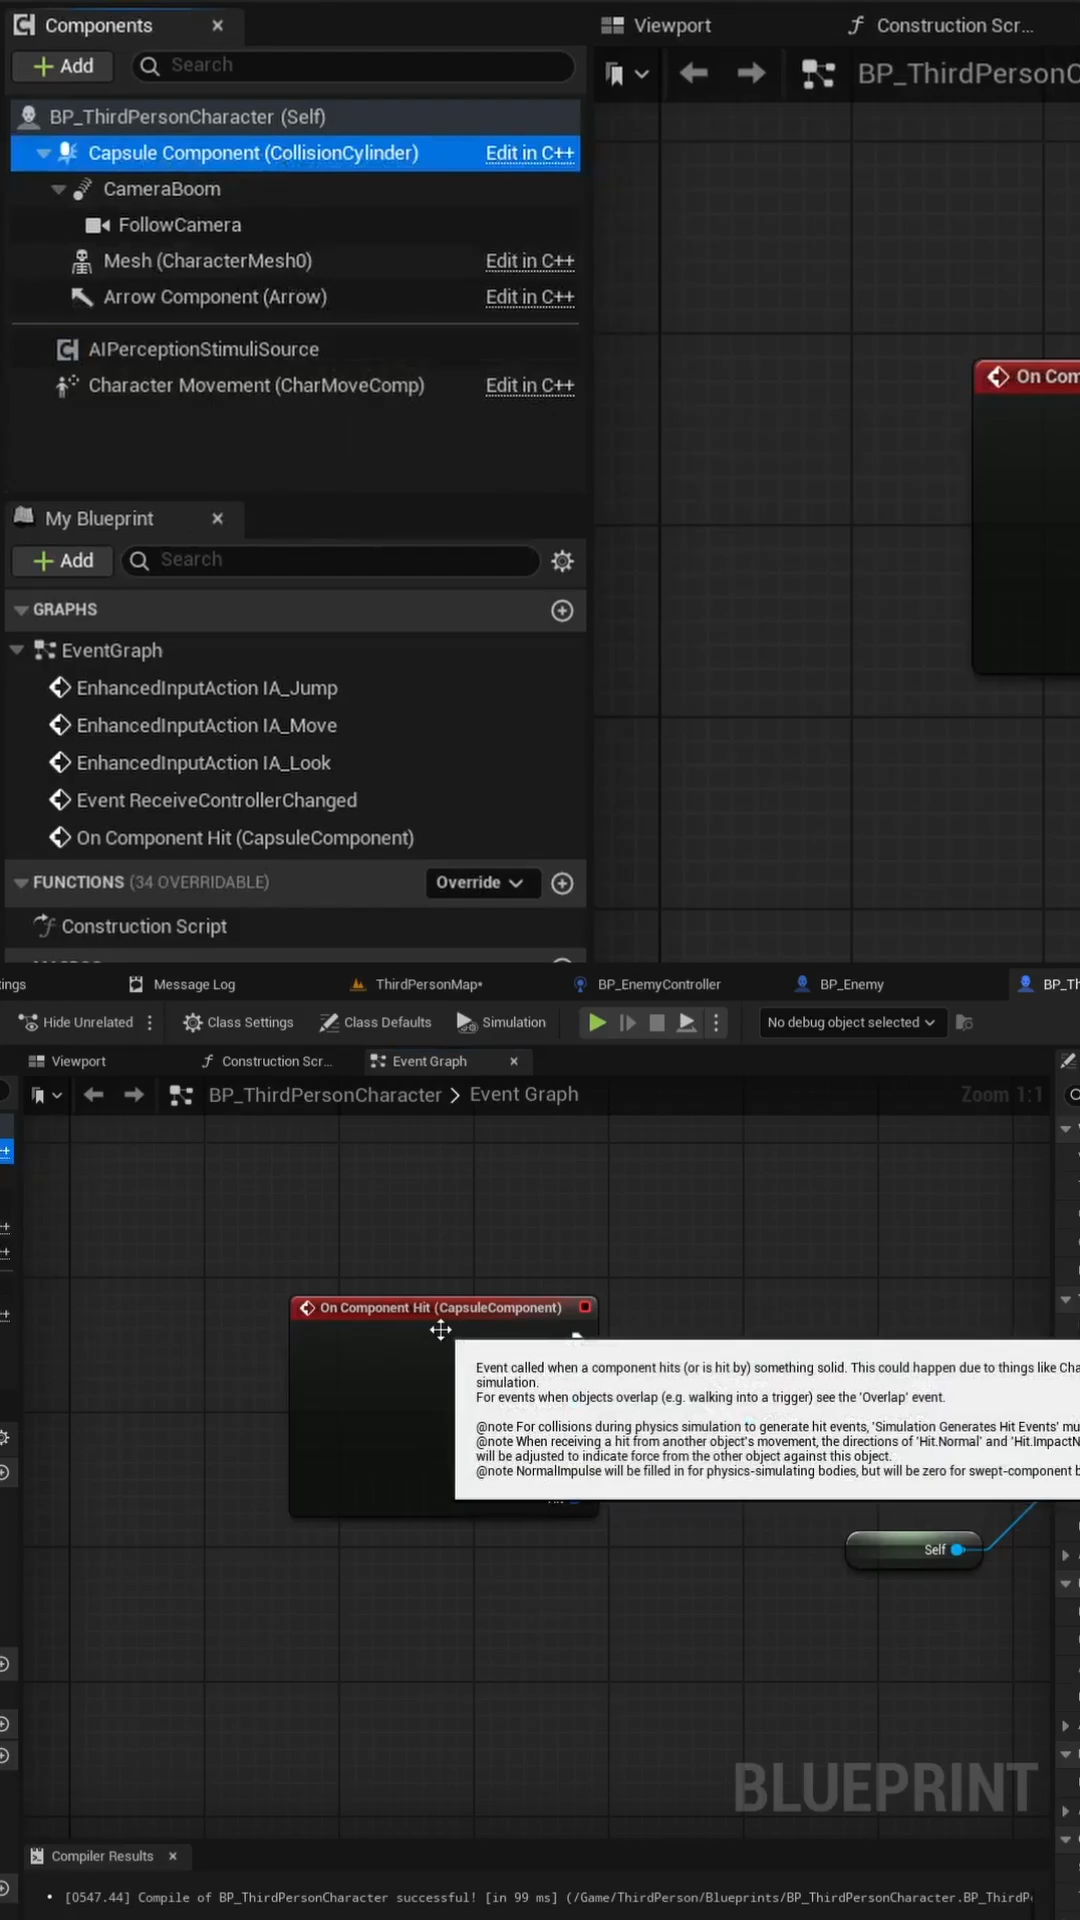 Components
Viewport
Construction Scr...
Add
Search
BP_ThirdPersonC
BP_ThirdPersonCharacter (Self)
Capsule Component (CollisionCylinder)
Edit in C++
CameraBoom
FollowCamera
Mesh (CharacterMesh0)
Edit in C++
Arrow Component (Arrow)
Edit in C++
AIPerceptionStimuliSource
Character Movement (CharMoveComp)
Edit in C++
On Com
My Blueprint
Add
Search
GRAPHS
EventGraph
EnhancedInputAction IA_Jump
EnhancedInputAction IA_Move
EnhancedInputAction IA_Look
Event ReceiveControllerChanged
On Component Hit (CapsuleComponent)
FUNCTIONS (34 OVERRIDABLE)
Override
Construction Script
ings
Message Log
ThirdPersonMap*
BP_EnemyController
BP_Enemy
BP_Th
Hide Unrelated
Class Settings
Class Defaults
Simulation
No debug object selected
Viewport
Construction Scr...
Event Graph
BP_ThirdPersonCharacter > Event Graph
Zoom 1:1
On Component Hit (CapsuleComponent)
Event called when a component hits (or is hit by) something solid. This could happen due to things like Cha
simulation.
For events when objects overlap (e.g. walking into a trigger) see the 'Overlap' event.
@note For collisions during physics simulation to generate hit events, 'Simulation Generates Hit Events' mu
@note When receiving a hit from another object's movement, the directions of 'Hit.Normal' and 'Hit.ImpactN
will be adjusted to indicate force from the other object against this object.
@note NormalImpulse will be filled in for physics-simulating bodies, but will be zero for swept-component b
Self
BLUEPRINT
Compiler Results
[0547.44] Compile of BP_ThirdPersonCharacter successful! [in 99 ms] (/Game/ThirdPerson/Blueprints/BP_ThirdPersonCharacter.BP_ThirdP